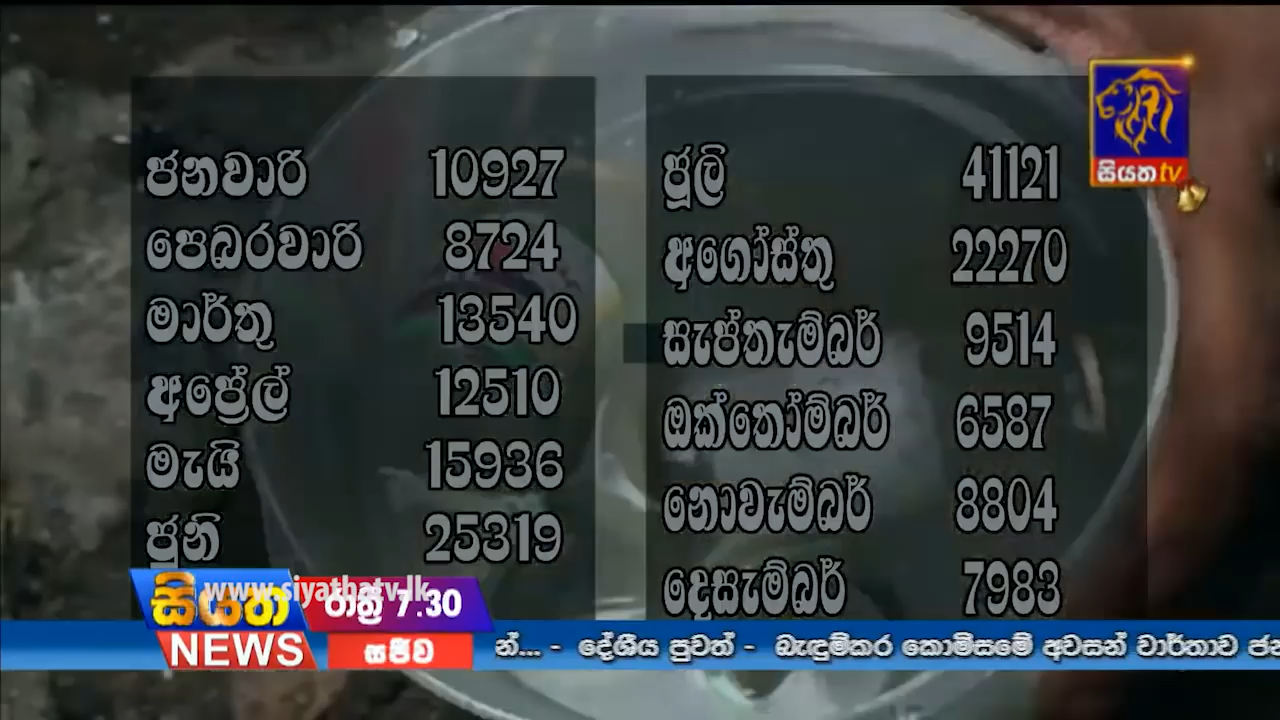 ජනවාරි 10927
පෙබරවාරි 8724
මාර්තු 13540
අප්‍රේල් 12510
මැයි 15936
ජූනි 25319
ජූලි 41121
අගෝස්තු 22270
සැප්තැම්බර් 9514
ඔක්තෝම්බර් 6587
නොවැම්බර් 8804
දෙසැම්බර් 7983
සියත tv
www.siyathatv.lk
සියත රාත්‍රී 7.30
NEWS සජීව
න්... - දේශීය පුවත් - බැඳුම්කර කොමිසමේ අවසන් වාර්තාව ජන